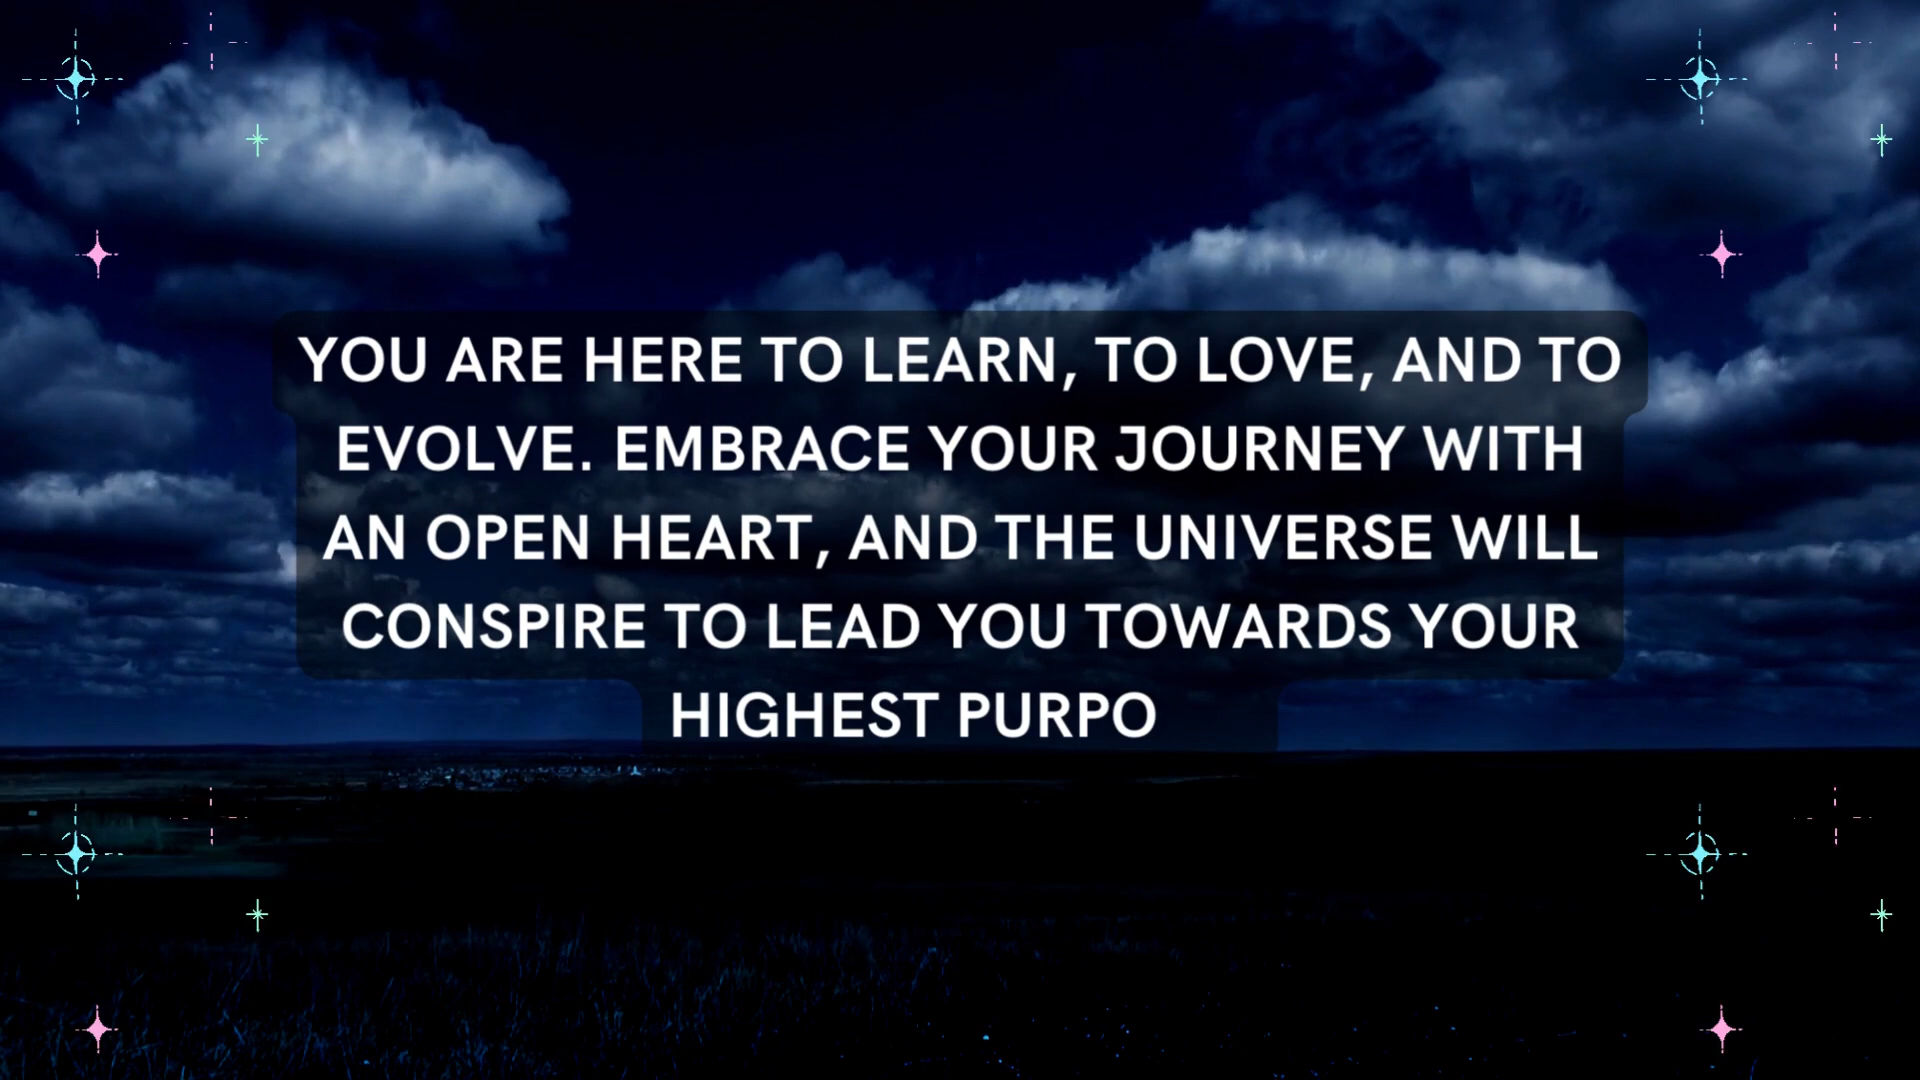 YOU ARE HERE TO LEARN, TO LOVE, AND TO
EVOLVE. EMBRACE YOUR JOURNEY WITH
AN OPEN HEART, AND THE UNIVERSE WILL
CONSPIRE TO LEAD YOU TOWARDS YOUR
HIGHEST PURPO